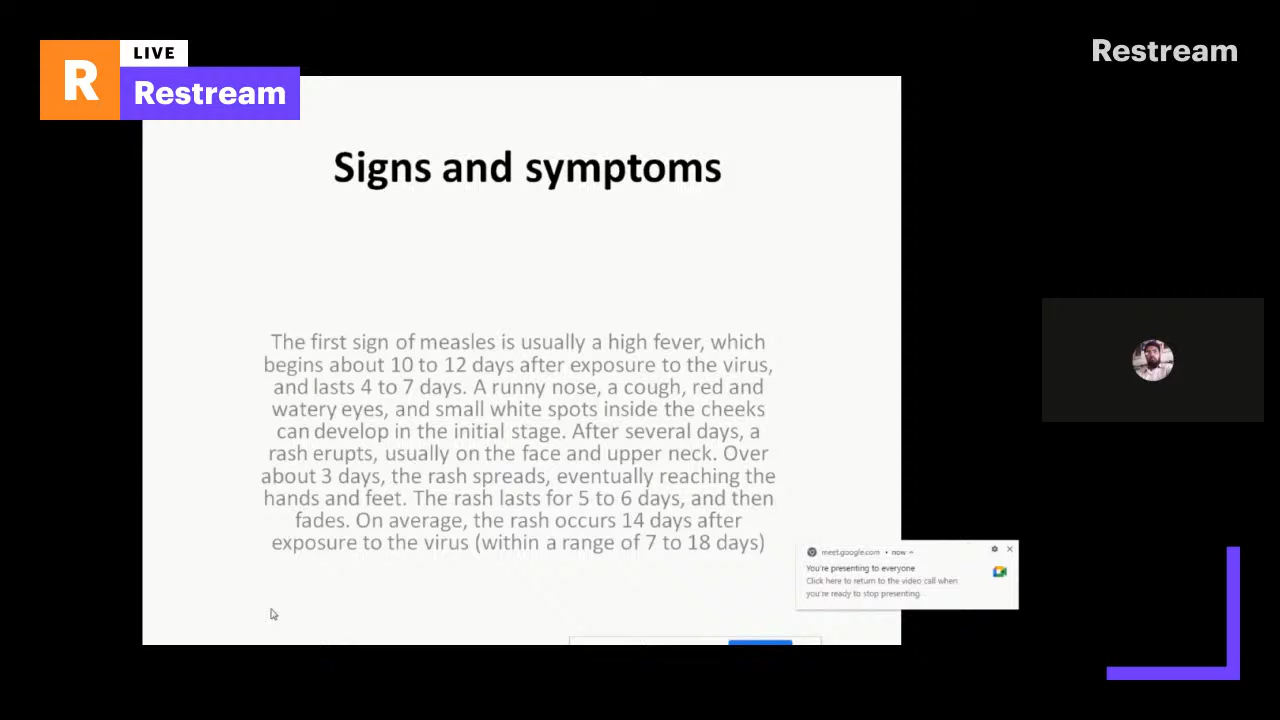 R
LIVE
Restream
Restream
Signs and symptoms
The first sign of measles is usually a high fever, which
begins about 10 to 12 days after exposure to the virus,
and lasts 4 to 7 days. A runny nose, a cough, red and
watery eyes, and small white spots inside the cheeks
can develop in the initial stage. After several days, a
rash erupts, usually on the face and upper neck. Over
about 3 days, the rash spreads, eventually reaching the
hands and feet. The rash lasts for 5 to 6 days, and then
fades. On average, the rash occurs 14 days after
exposure to the virus (within a range of 7 to 18 days)
meet.google.com • now
You're presenting to everyone
Click here to return to the video call when
you're ready to stop presenting.